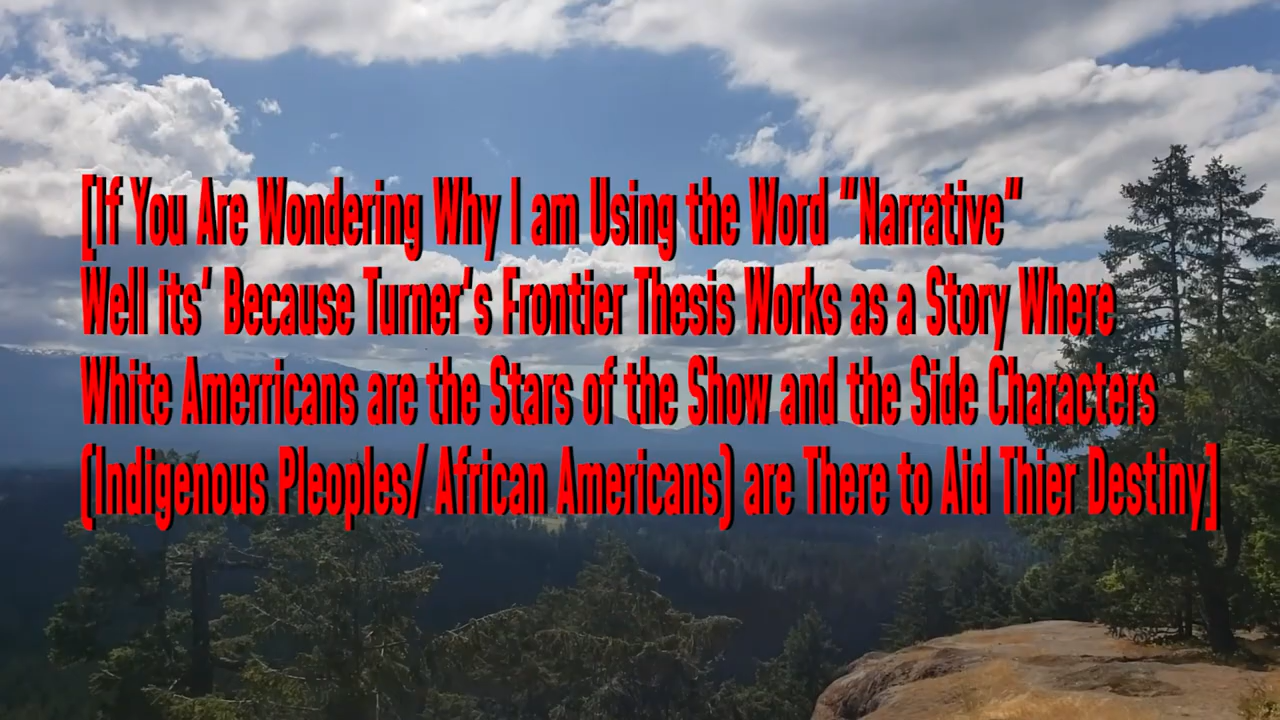 [If You Are Wondering Why I am Using the Word "Narrative"
Well its' Because Turner's Frontier Thesis Works as a Story Where
White Amerricans are the Stars of the Show and the Side Characters
(Indigenous Pleoples/ African Americans) are There to Aid Thier Destiny]